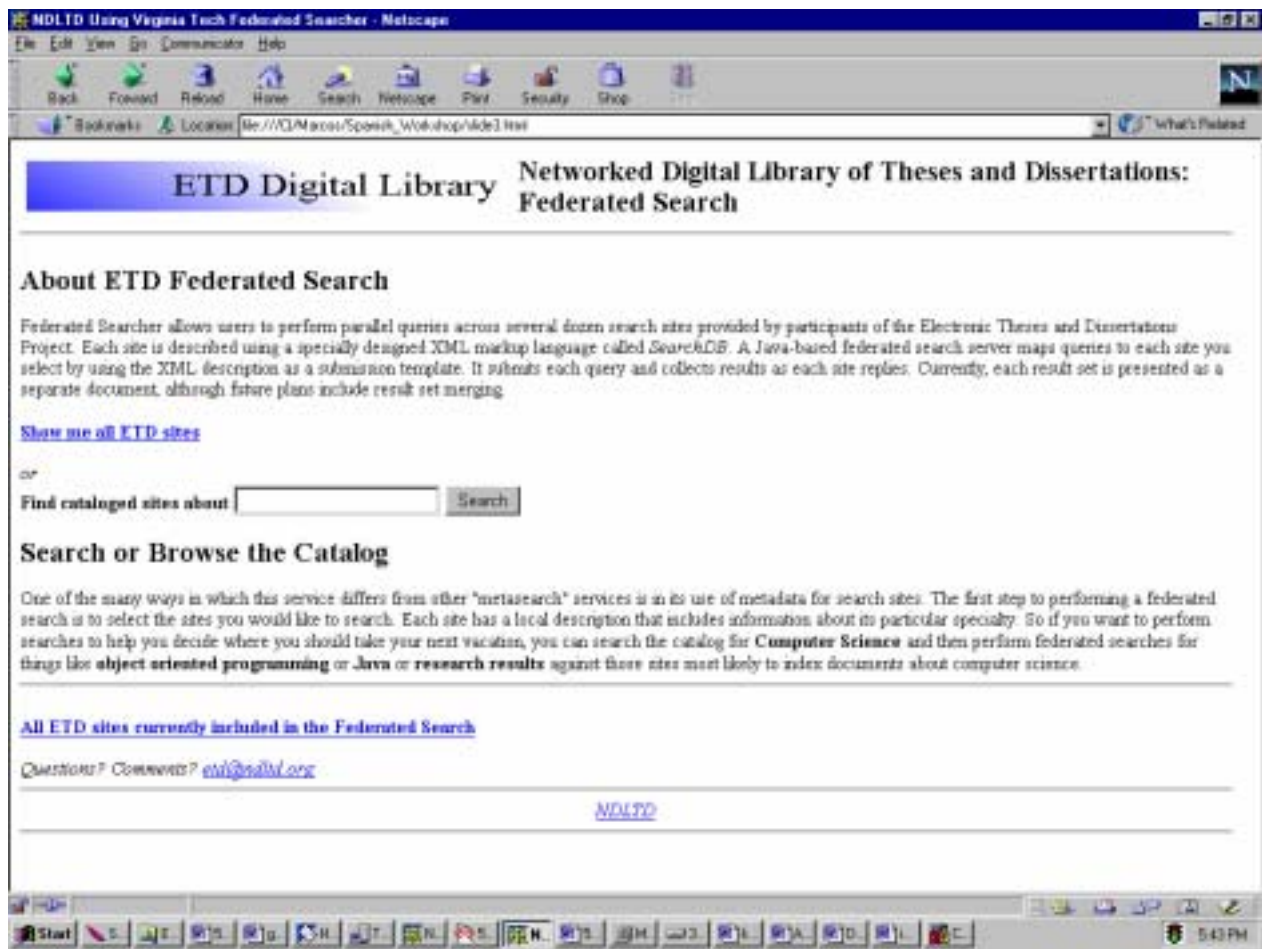 NDLTD Using Virginia Tech Federated Searcher - Netscape
File Edit View Go Communicator Help
Back Forward Reload Home Search Netscape Print Security Shop
Bookmarks Location: file:///C|/Marcos/Spanish_Workshop/slide3.html What's Related
ETD Digital Library
Networked Digital Library of Theses and Dissertations:
Federated Search
About ETD Federated Search
Federated Searcher allows users to perform parallel queries across several dozen search sites provided by participants of the Electronic Theses and Dissertations
Project. Each site is described using a specially designed XML markup language called SearchDB. A Java-based federated search server maps queries to each site you
select by using the XML description as a submission template. It submits each query and collects results as each site replies. Currently, each result set is presented as a
separate document, although future plans include result set merging.
Show me all ETD sites
or
Find cataloged sites about Search
Search or Browse the Catalog
One of the many ways in which this service differs from other "metasearch" services is in its use of metadata for search sites. The first step to performing a federated
search is to select the sites you would like to search. Each site has a local description that includes information about its particular specialty. So if you want to perform
searches to help you decide where you should take your next vacation, you can search the catalog for Computer Science and then perform federated searches for
things like object oriented programming or Java or research results against those sites most likely to index documents about computer science.
All ETD sites currently included in the Federated Search
Questions? Comments? etd@ndltd.org
NDLTD
Start 5:43 PM